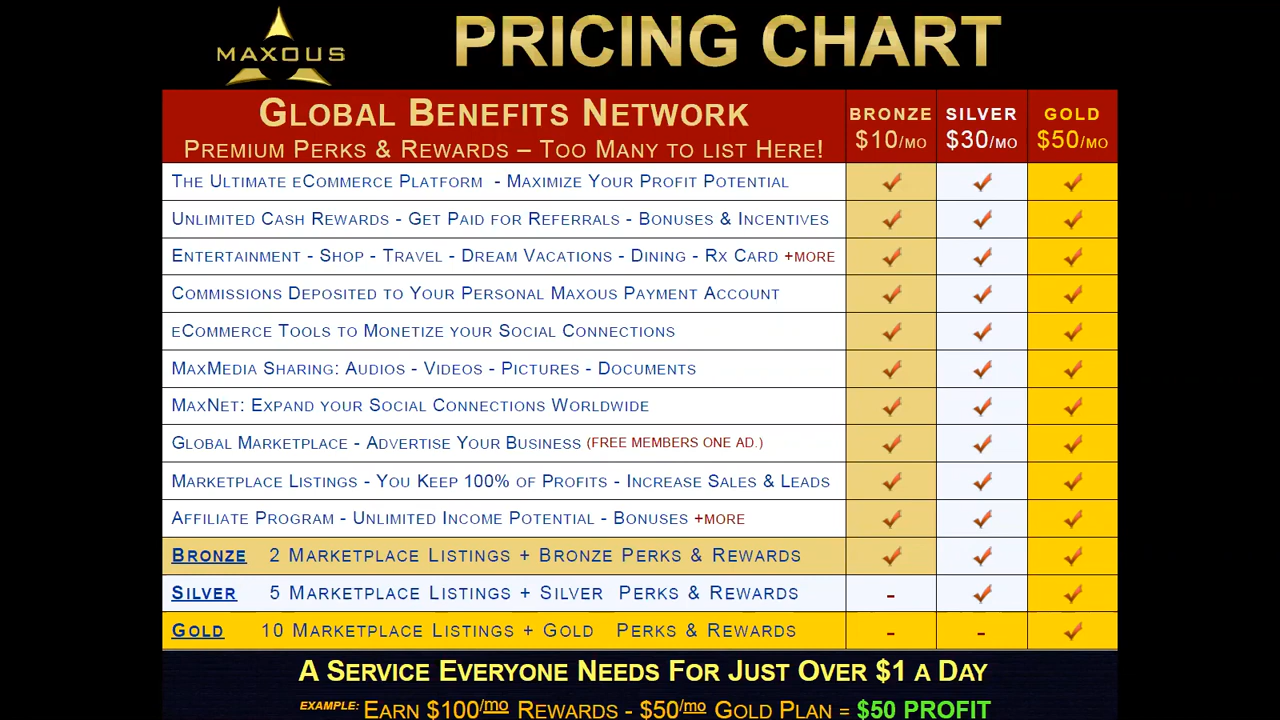 MAXOUS
PRICING CHART
GLOBAL BENEFITS NETWORK
PREMIUM PERKS & REWARDS – TOO MANY TO LIST HERE!
BRONZE SILVER GOLD
$10/MO $30/MO $50/MO
THE ULTIMATE eCOMMERCE PLATFORM - MAXIMIZE YOUR PROFIT POTENTIAL
UNLIMITED CASH REWARDS - GET PAID FOR REFERRALS - BONUSES & INCENTIVES
ENTERTAINMENT - SHOP - TRAVEL - DREAM VACATIONS - DINING - RX CARD +MORE
COMMISSIONS DEPOSITED TO YOUR PERSONAL MAXOUS PAYMENT ACCOUNT
eCOMMERCE TOOLS TO MONETIZE YOUR SOCIAL CONNECTIONS
MAXMEDIA SHARING: AUDIOS - VIDEOS - PICTURES - DOCUMENTS
MAXNET: EXPAND YOUR SOCIAL CONNECTIONS WORLDWIDE
GLOBAL MARKETPLACE - ADVERTISE YOUR BUSINESS (FREE MEMBERS ONE AD.)
MARKETPLACE LISTINGS - YOU KEEP 100% OF PROFITS - INCREASE SALES & LEADS
AFFILIATE PROGRAM - UNLIMITED INCOME POTENTIAL - BONUSES +MORE
BRONZE 2 MARKETPLACE LISTINGS + BRONZE PERKS & REWARDS
SILVER 5 MARKETPLACE LISTINGS + SILVER PERKS & REWARDS -
GOLD 10 MARKETPLACE LISTINGS + GOLD PERKS & REWARDS - -
A SERVICE EVERYONE NEEDS FOR JUST OVER $1 A DAY
EXAMPLE: EARN $100/mo REWARDS - $50/mo GOLD PLAN = $50 PROFIT